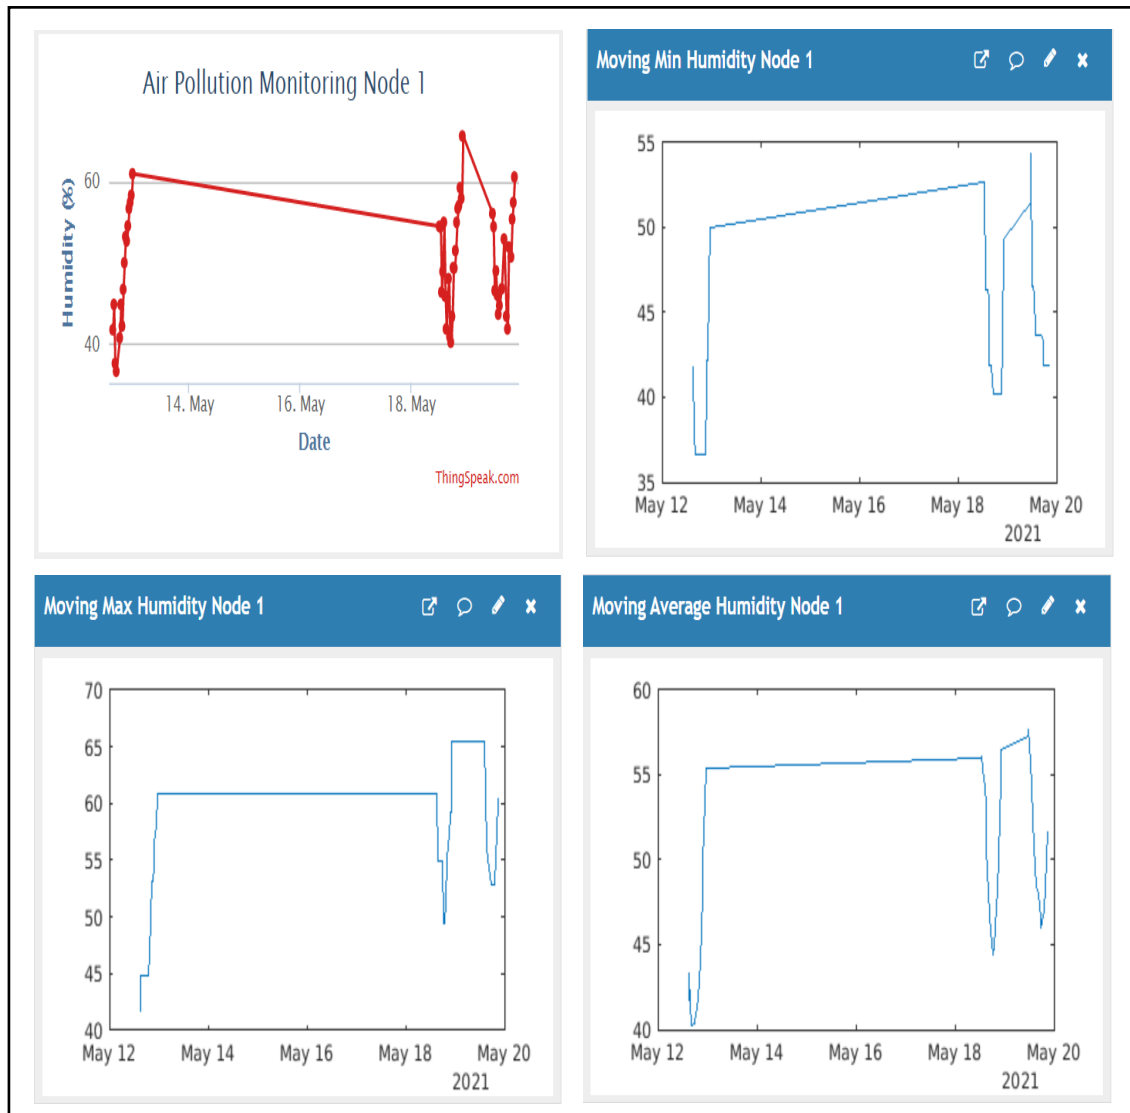 Air Pollution Monitoring Node 1
Humidity (%)
60
40
14. May
16. May
18. May
Date
ThingSpeak.com
Moving Min Humidity Node 1
55
50
45
40
35
May 12
May 14
May 16
May 18
May 20
2021
Moving Max Humidity Node 1
70
65
60
55
50
45
40
May 12
May 14
May 16
May 18
May 20
2021
Moving Average Humidity Node 1
60
55
50
45
40
May 12
May 14
May 16
May 18
May 20
2021